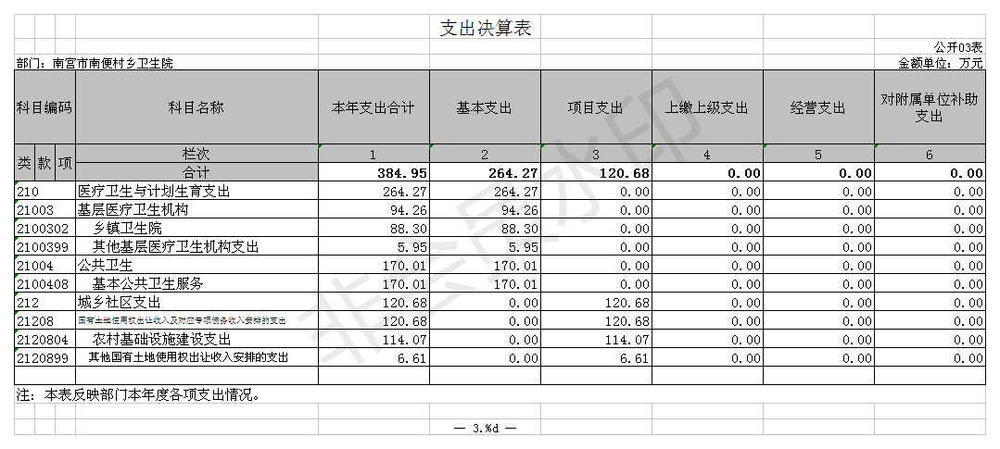 支出决算表
公开03表
部门：南宫市南便村乡卫生院 金额单位：万元
科目编码 科目名称 本年支出合计 基本支出 项目支出 上缴上级支出 经营支出 对附属单位补助
支出
类 款 项 栏次 1 2 3 4 5 6
合计 384.95 264.27 120.68 0.00 0.00 0.00
210 医疗卫生与计划生育支出 264.27 264.27 0.00 0.00 0.00 0.00
21003 基层医疗卫生机构 94.26 94.26 0.00 0.00 0.00 0.00
2100302 乡镇卫生院 88.30 88.30 0.00 0.00 0.00 0.00
2100399 其他基层医疗卫生机构支出 5.95 5.95 0.00 0.00 0.00 0.00
21004 公共卫生 170.01 170.01 0.00 0.00 0.00 0.00
2100408 基本公共卫生服务 170.01 170.01 0.00 0.00 0.00 0.00
212 城乡社区支出 120.68 0.00 120.68 0.00 0.00 0.00
21208 国有土地使用权出让收入及对应专项债务收入安排的支出 120.68 0.00 120.68 0.00 0.00 0.00
2120804 农村基础设施建设支出 114.07 0.00 114.07 0.00 0.00 0.00
2120899 其他国有土地使用权出让收入安排的支出 6.61 0.00 6.61 0.00 0.00 0.00
注：本表反映部门本年度各项支出情况。
— 3.%d —
非会员水印